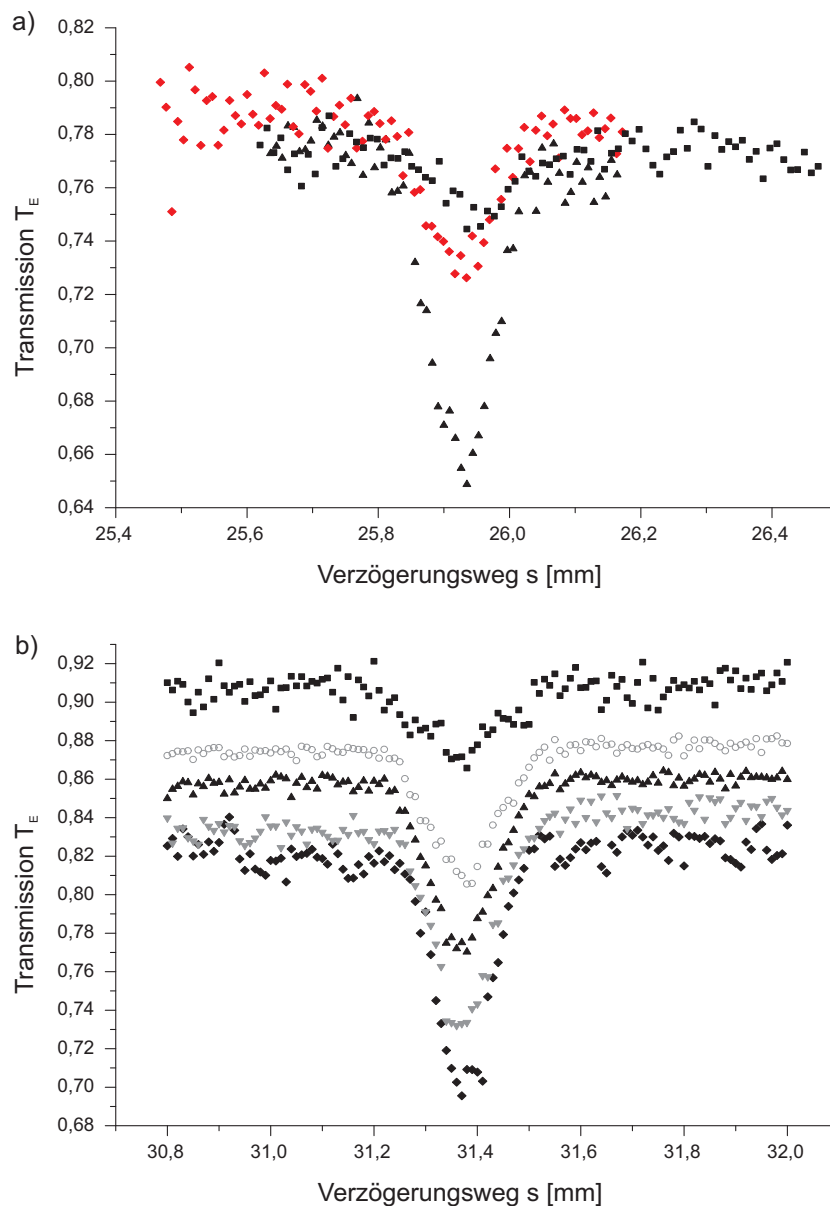 a)
0,82
0,80
0,78
0,76
0,74
0,72
0,70
0,68
0,66
0,64
Transmission T_E
25,4 25,6 25,8 26,0 26,2 26,4
Verzögerungsweg s [mm]
b)
0,92
0,90
0,88
0,86
0,84
0,82
0,80
0,78
0,76
0,74
0,72
0,70
0,68
Transmission T_E
30,8 31,0 31,2 31,4 31,6 31,8 32,0
Verzögerungsweg s [mm]